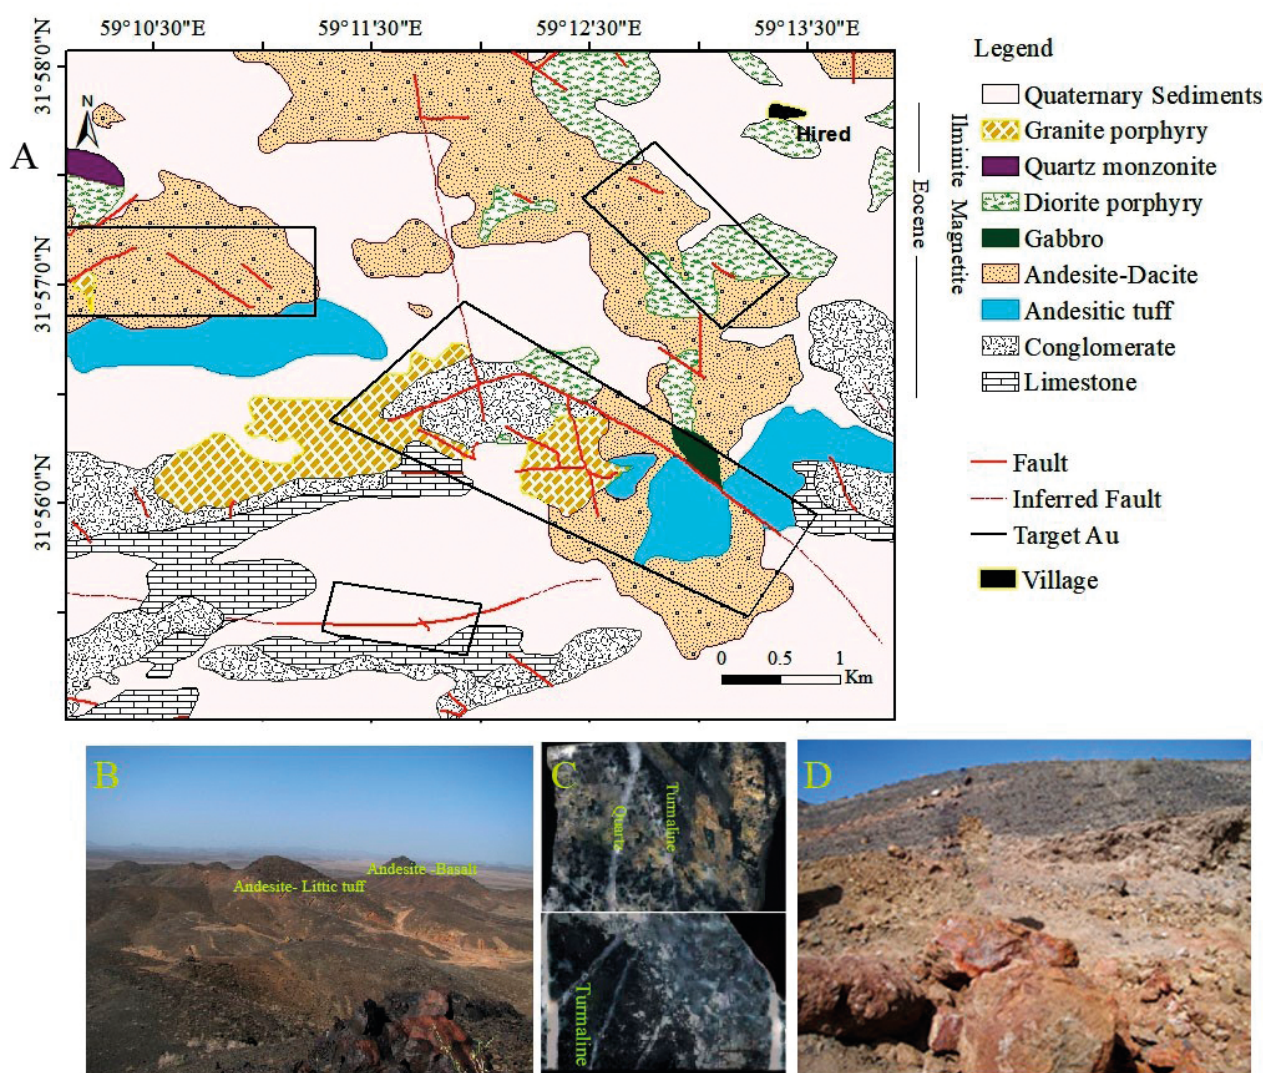 59°10'30"E 59°11'30"E 59°12'30"E 59°13'30"E
31°58'0"N
31°57'0"N
31°56'0"N
A
N
Hired
0 0.5 1
Km
Legend
Quaternary Sediments
Granite porphyry
Quartz monzonite
Diorite porphyry
Gabbro
Andesite-Dacite
Andesitic tuff
Conglomerate
Limestone
Eocene
Ilminite Magnetite
Fault
Inferred Fault
Target Au
Village
B
Andesite -Basalt
Andesite- Littic tuff
C
Quartz
Turmaline
Turmaline
D